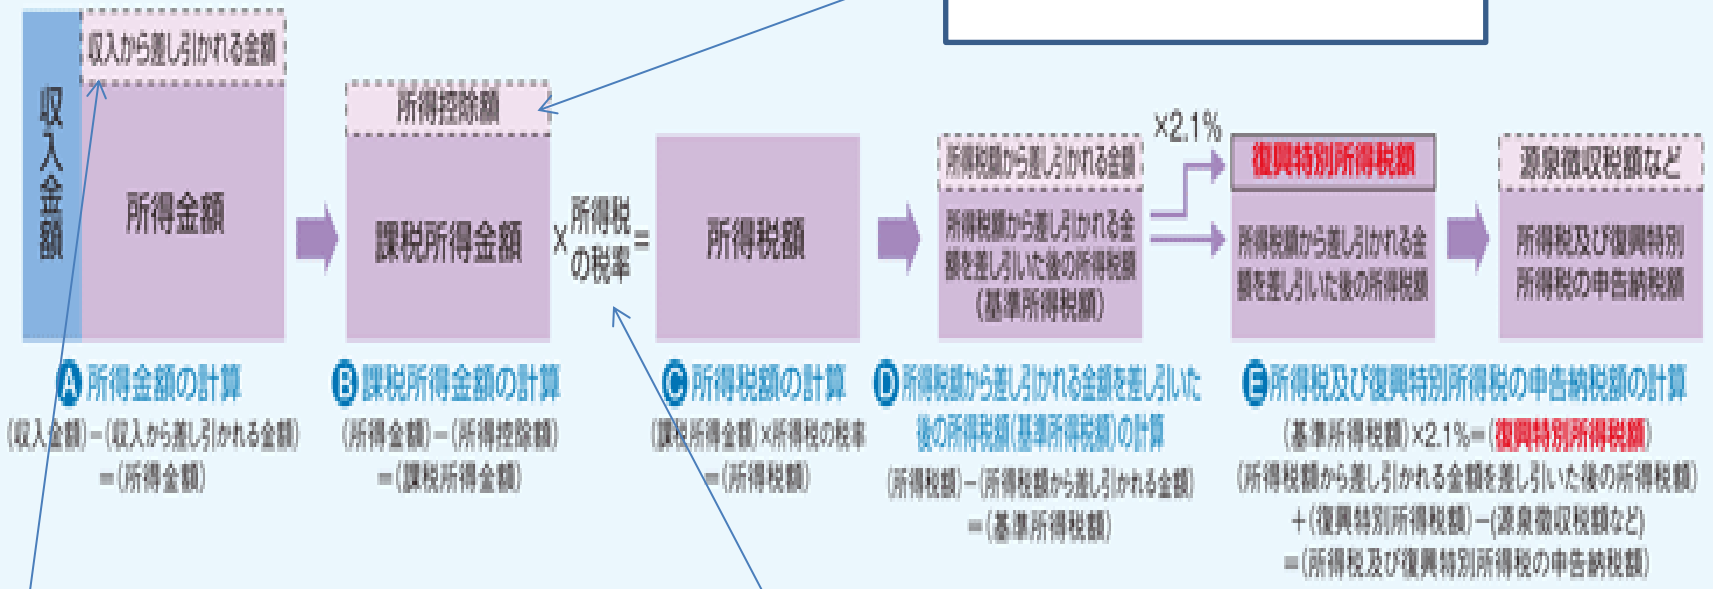 収入金額
収入から差し引かれる金額
所得金額
所得控除額
課税所得金額
×
所得税
の税率
=
所得税額
所得税額から差し引かれる金額
所得税額から差し引かれる金
額を差し引いた後の所得税額
(基準所得税額)
×2.1%
復興特別所得税額
所得税額から差し引かれる金
額を差し引いた後の所得税額
源泉徴収税額など
所得税及び復興特別
所得税の申告納税額
A 所得金額の計算
(収入金額)-(収入から差し引かれる金額)
=(所得金額)
B 課税所得金額の計算
(所得金額)-(所得控除額)
=(課税所得金額)
C 所得税額の計算
(課税所得金額)×所得税の税率
=(所得税額)
D 所得税額から差し引かれる金額を差し引いた
後の所得税額(基準所得税額)の計算
(所得税額)-(所得税額から差し引かれる金額)
=(基準所得税額)
E 所得税及び復興特別所得税の申告納税額の計算
(基準所得税額)×2.1%=(復興特別所得税額)
(所得税額から差し引かれる金額を差し引いた後の所得税額)
+(復興特別所得税額)-(源泉徴収税額など)
=(所得税及び復興特別所得税の申告納税額)